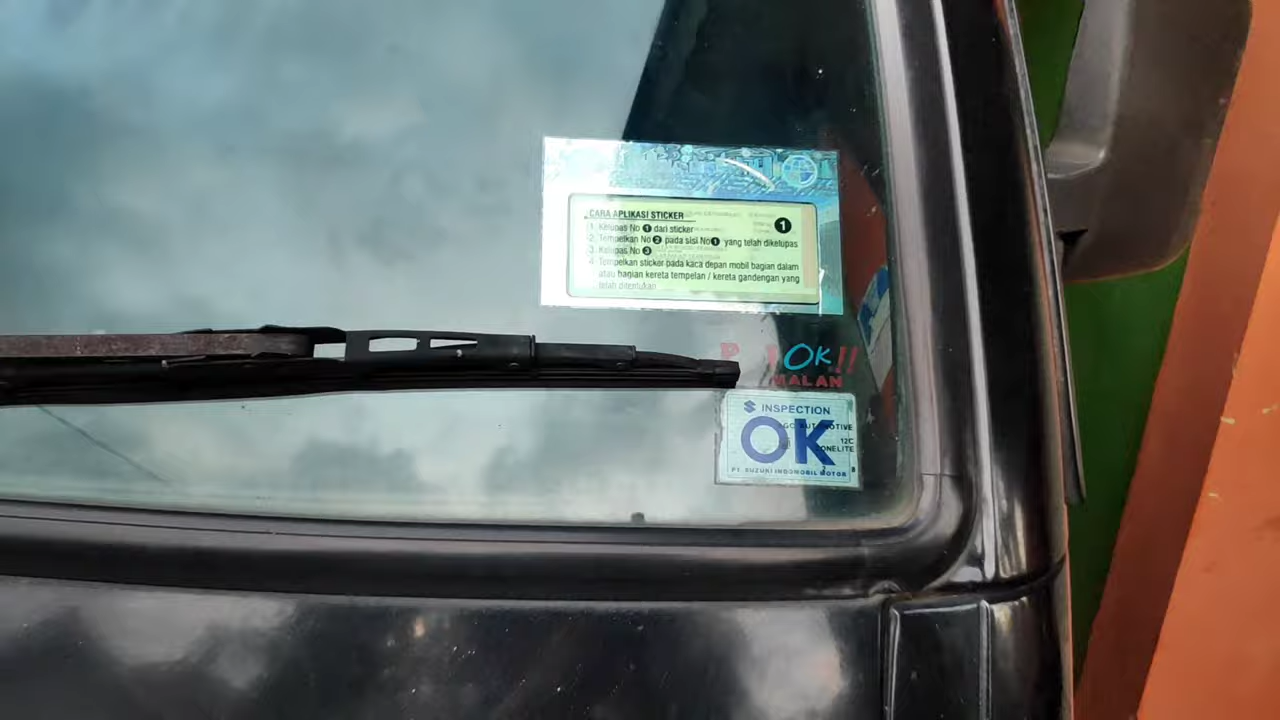 CARA APLIKASI STICKER
1
1. Kelupas No 1 dari sticker
2. Tempelkan No 2 pada sisi No 1 yang telah dikelupas
3. Kelupas No 3
4. Tempelkan sticker pada kaca depan mobil bagian dalam
atau bagian kereta tempelan / kereta gandengan yang
telah ditentukan
OK!!
MALAN
INSPECTION
OK
12C
PT. SUZUKI INDOMOBIL MOTOR